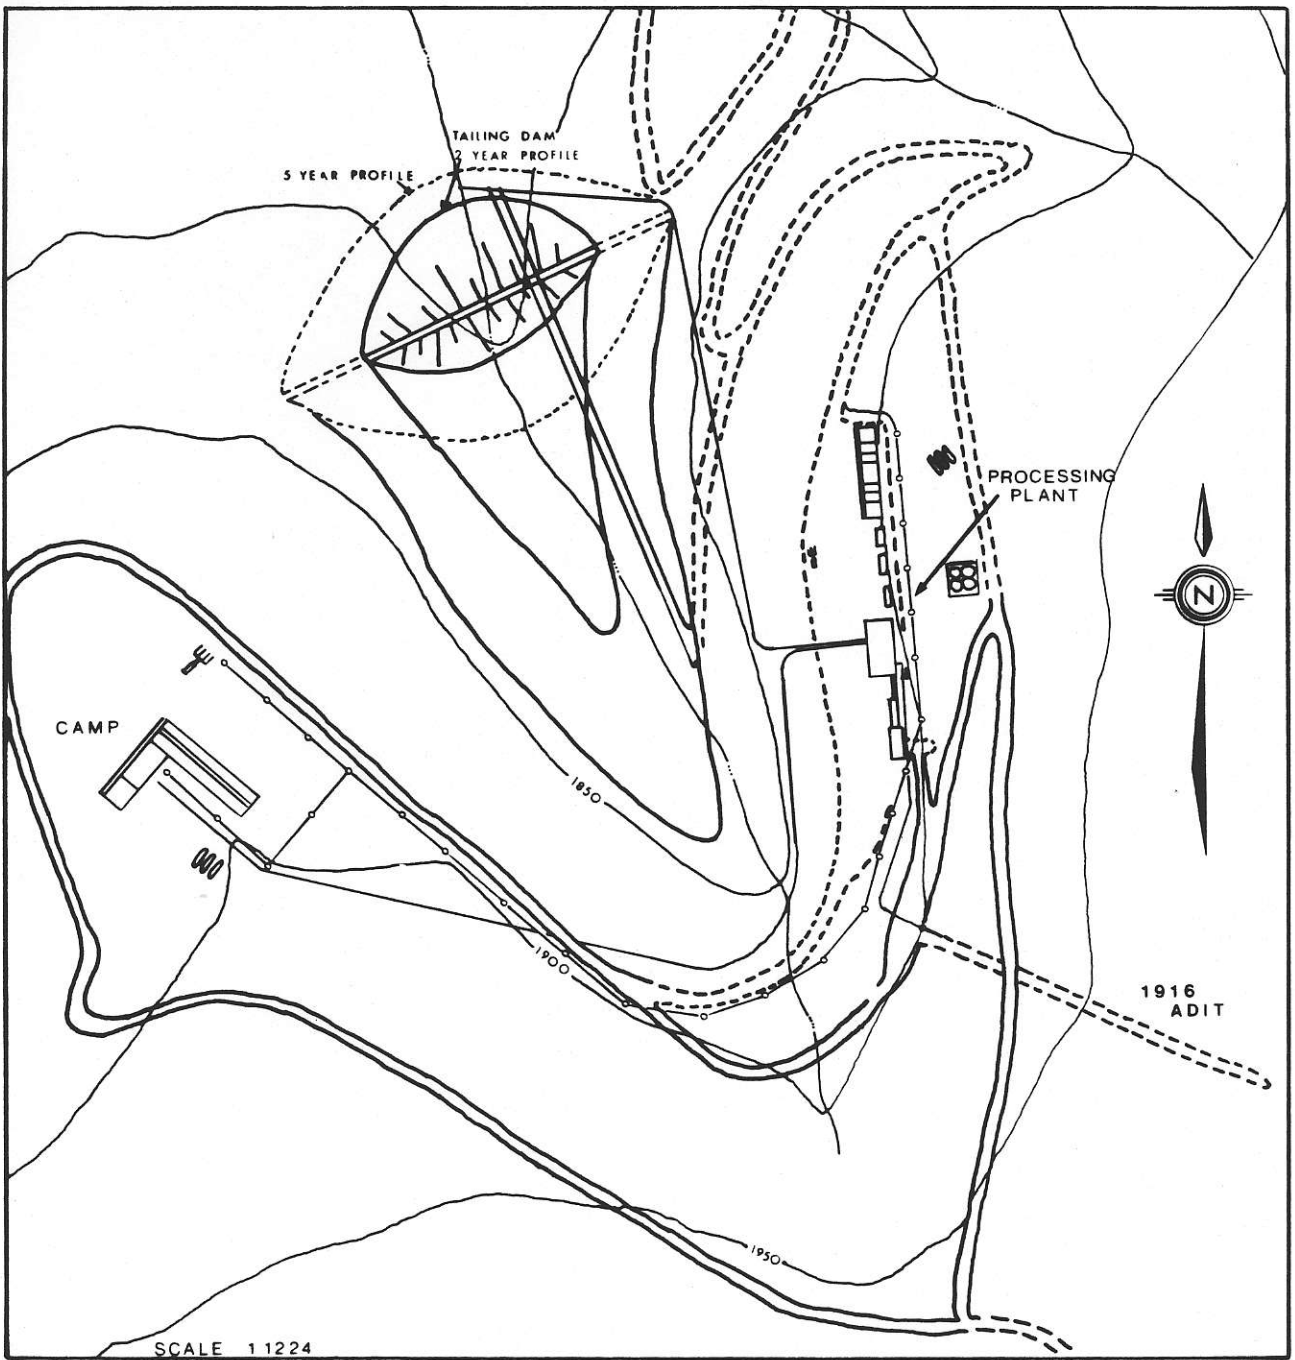 TAILING DAM
2 YEAR PROFILE
5 YEAR PROFILE
PROCESSING
PLANT
N
CAMP
1850
1900
1916
ADIT
1950
SCALE 1 1224